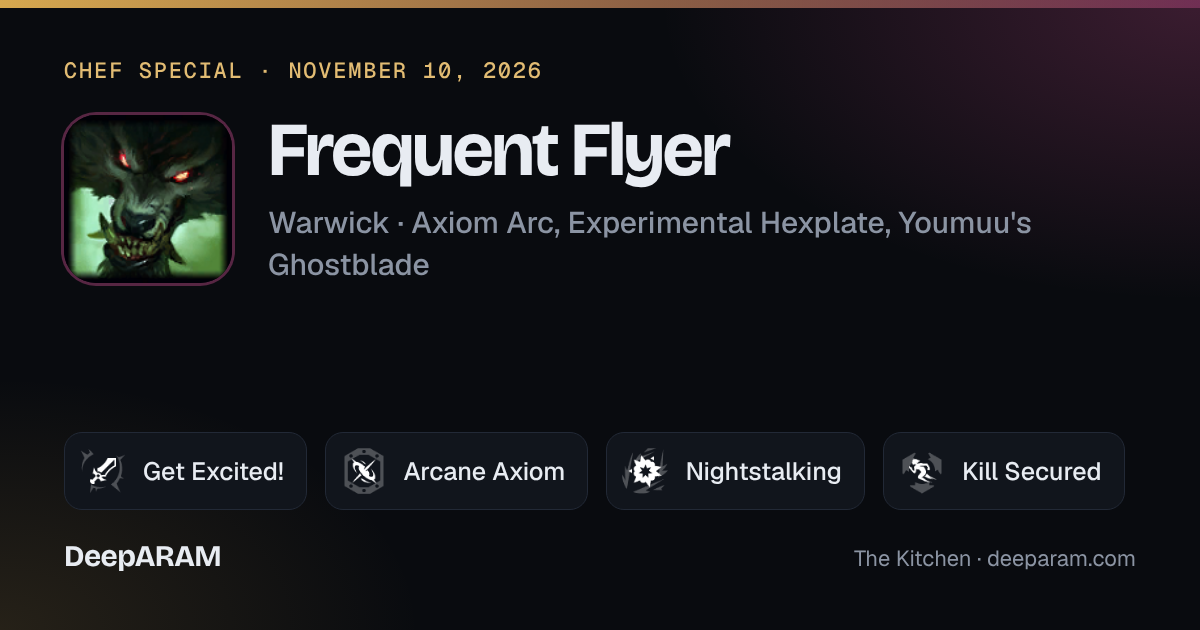 CHEF SPECIAL · NOVEMBER 10, 2026
Frequent Flyer
Warwick · Axiom Arc, Experimental Hexplate, Youmuu's
Ghostblade
Get Excited!
Arcane Axiom
Nightstalking
Kill Secured
DeepARAM
The Kitchen · deeparam.com